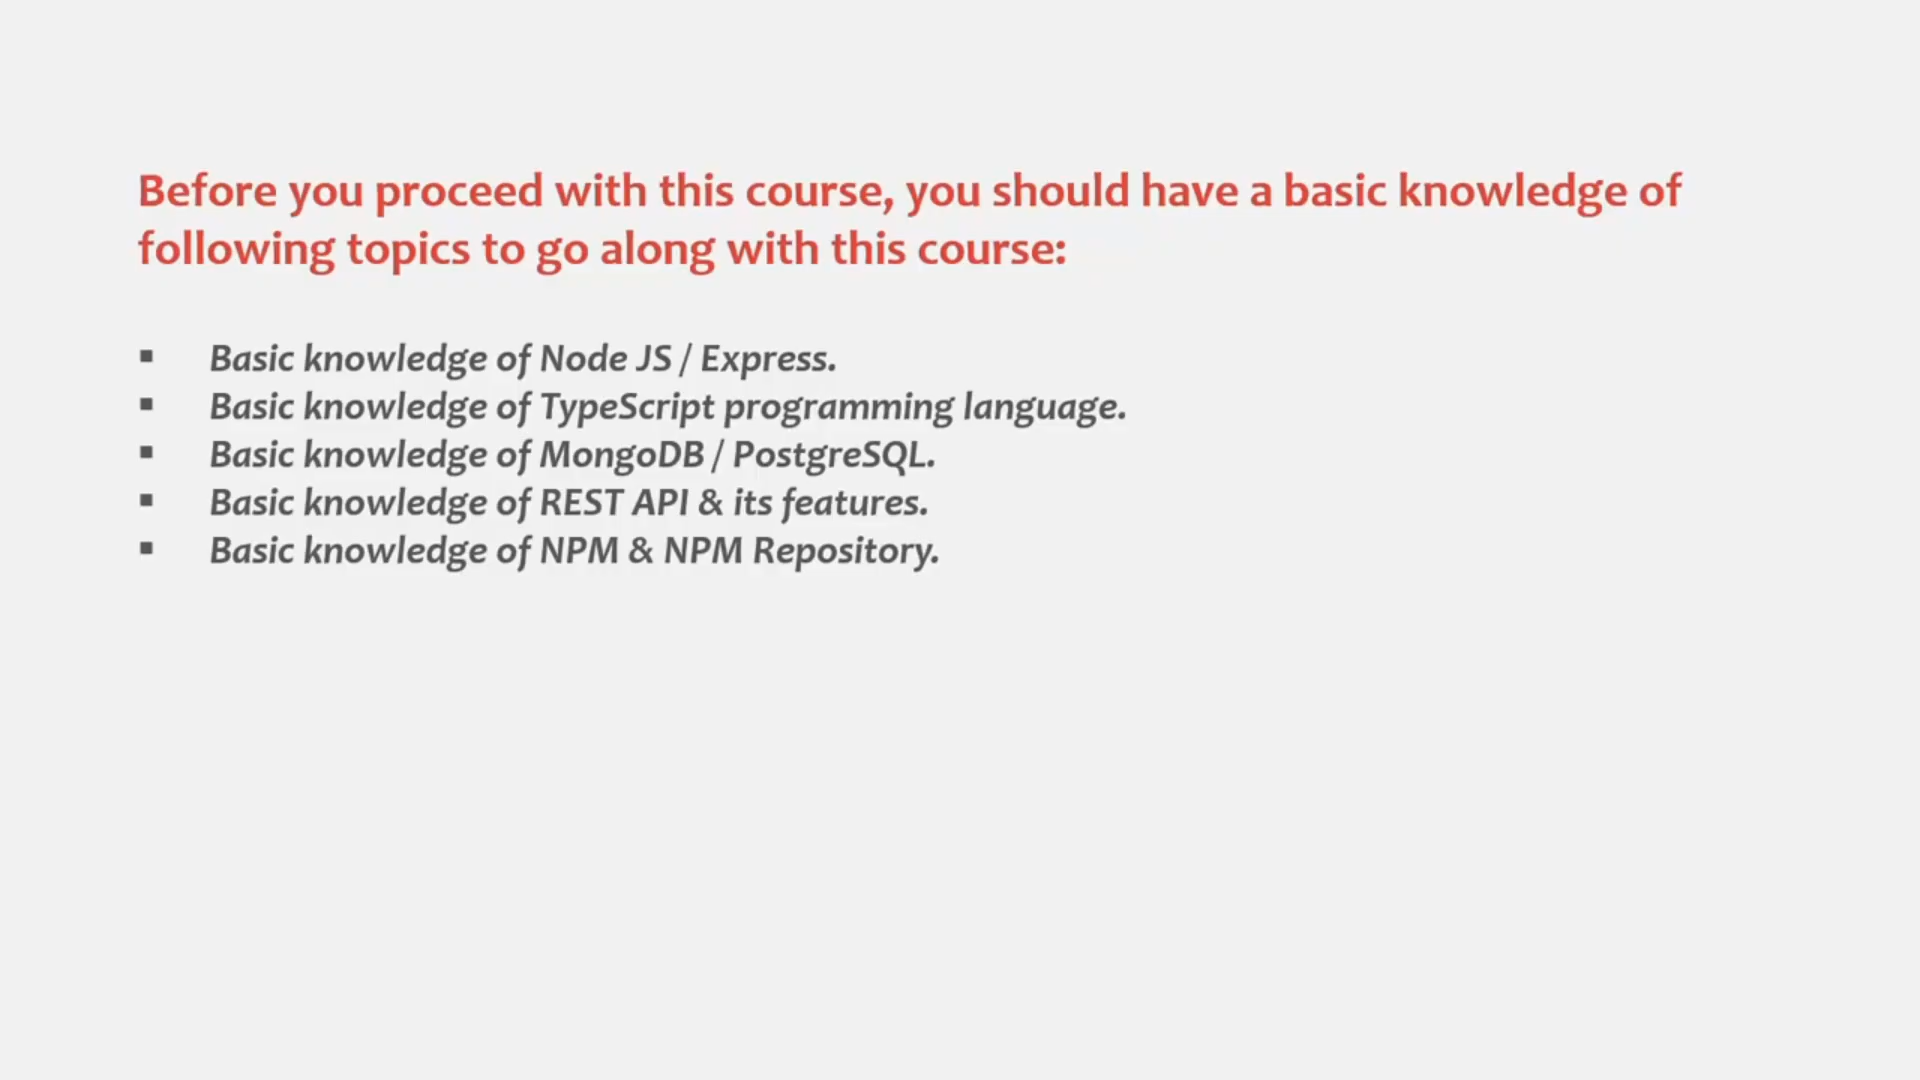 Before you proceed with this course, you should have a basic knowledge of
following topics to go along with this course:
▪ Basic knowledge of Node JS / Express.
▪ Basic knowledge of TypeScript programming language.
▪ Basic knowledge of MongoDB / PostgreSQL.
▪ Basic knowledge of REST API & its features.
▪ Basic knowledge of NPM & NPM Repository.